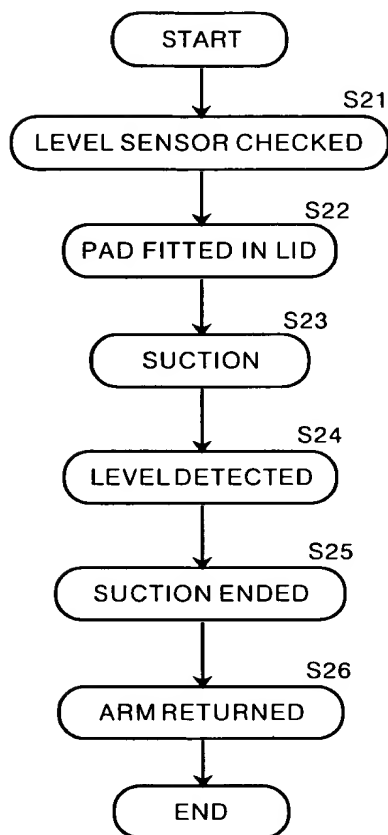 START
S21
LEVEL SENSOR CHECKED
S22
PAD FITTED IN LID
S23
SUCTION
S24
LEVEL DETECTED
S25
SUCTION ENDED
S26
ARM RETURNED
END